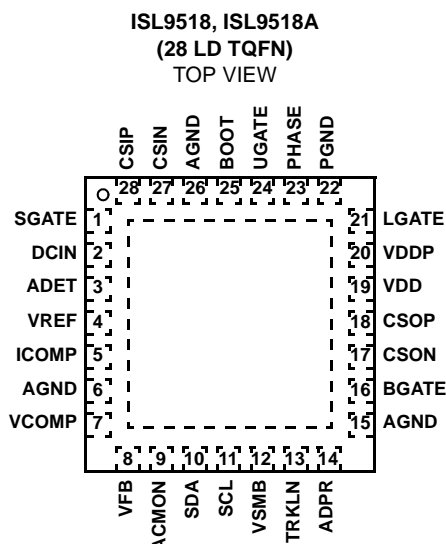 ISL9518, ISL9518A
(28 LD TQFN)
TOP VIEW
CSIP
CSIN
AGND
BOOT
UGATE
PHASE
PGND
28 27 26 25 24 23 22
SGATE 1
DCIN 2
ADET 3
VREF 4
ICOMP 5
AGND 6
VCOMP 7
21 LGATE
20 VDDP
19 VDD
18 CSOP
17 CSON
16 BGATE
15 AGND
8 9 10 11 12 13 14
VFB
ACMON
SDA
SCL
VSMB
TRKLN
ADPR